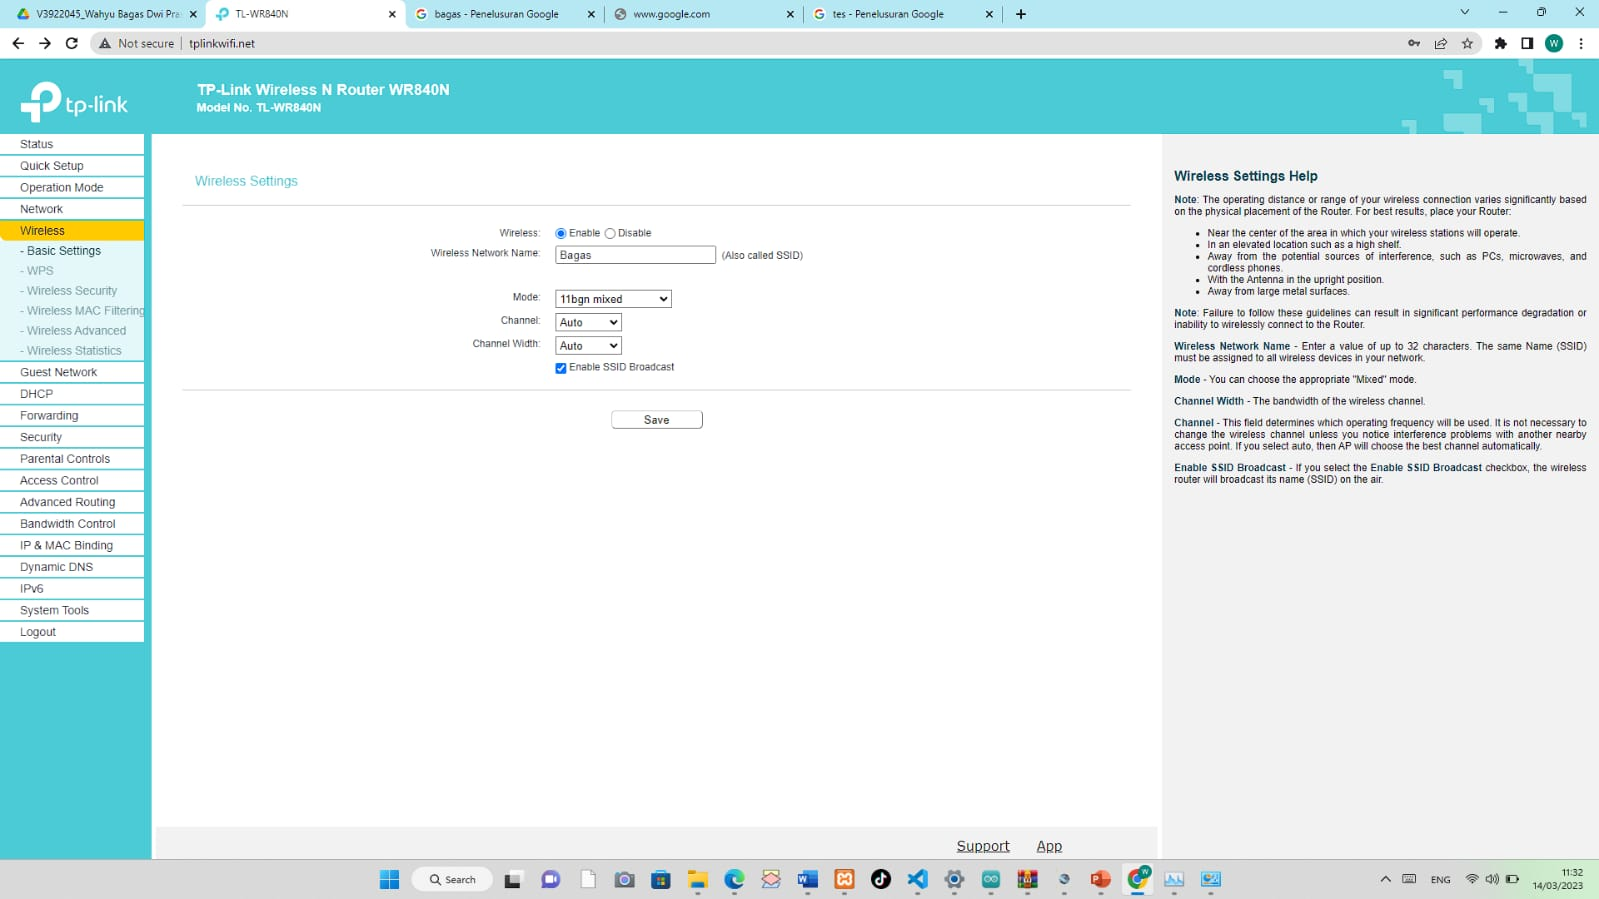 V3922045_Wahyu Bagas Dwi Pra
TL-WR840N
bagas - Penelusuran Google
www.google.com
tes - Penelusuran Google
Not secure
tplinkwifi.net
W
tp-link
TP-Link Wireless N Router WR840N
Model No. TL-WR840N
Status
Quick Setup
Operation Mode
Network
Wireless
- Basic Settings
- WPS
- Wireless Security
- Wireless MAC Filtering
- Wireless Advanced
- Wireless Statistics
Guest Network
DHCP
Forwarding
Security
Parental Controls
Access Control
Advanced Routing
Bandwidth Control
IP & MAC Binding
Dynamic DNS
IPv6
System Tools
Logout
Wireless Settings
Wireless: Enable Disable
Wireless Network Name: Bagas (Also called SSID)
Mode: 11bgn mixed
Channel: Auto
Channel Width: Auto
Enable SSID Broadcast
Save
Wireless Settings Help
Note: The operating distance or range of your wireless connection varies significantly based
on the physical placement of the Router. For best results, place your Router:
• Near the center of the area in which your wireless stations will operate.
• In an elevated location such as a high shelf.
• Away from the potential sources of interference, such as PCs, microwaves, and
cordless phones.
• With the Antenna in the upright position.
• Away from large metal surfaces.
Note: Failure to follow these guidelines can result in significant performance degradation or
inability to wirelessly connect to the Router.
Wireless Network Name - Enter a value of up to 32 characters. The same Name (SSID)
must be assigned to all wireless devices in your network.
Mode - You can choose the appropriate "Mixed" mode.
Channel Width - The bandwidth of the wireless channel.
Channel - This field determines which operating frequency will be used. It is not necessary to
change the wireless channel unless you notice interference problems with another nearby
access point. If you select auto, then AP will choose the best channel automatically.
Enable SSID Broadcast - If you select the Enable SSID Broadcast checkbox, the wireless
router will broadcast its name (SSID) on the air.
Support
App
Search
ENG
11:32
14/03/2023